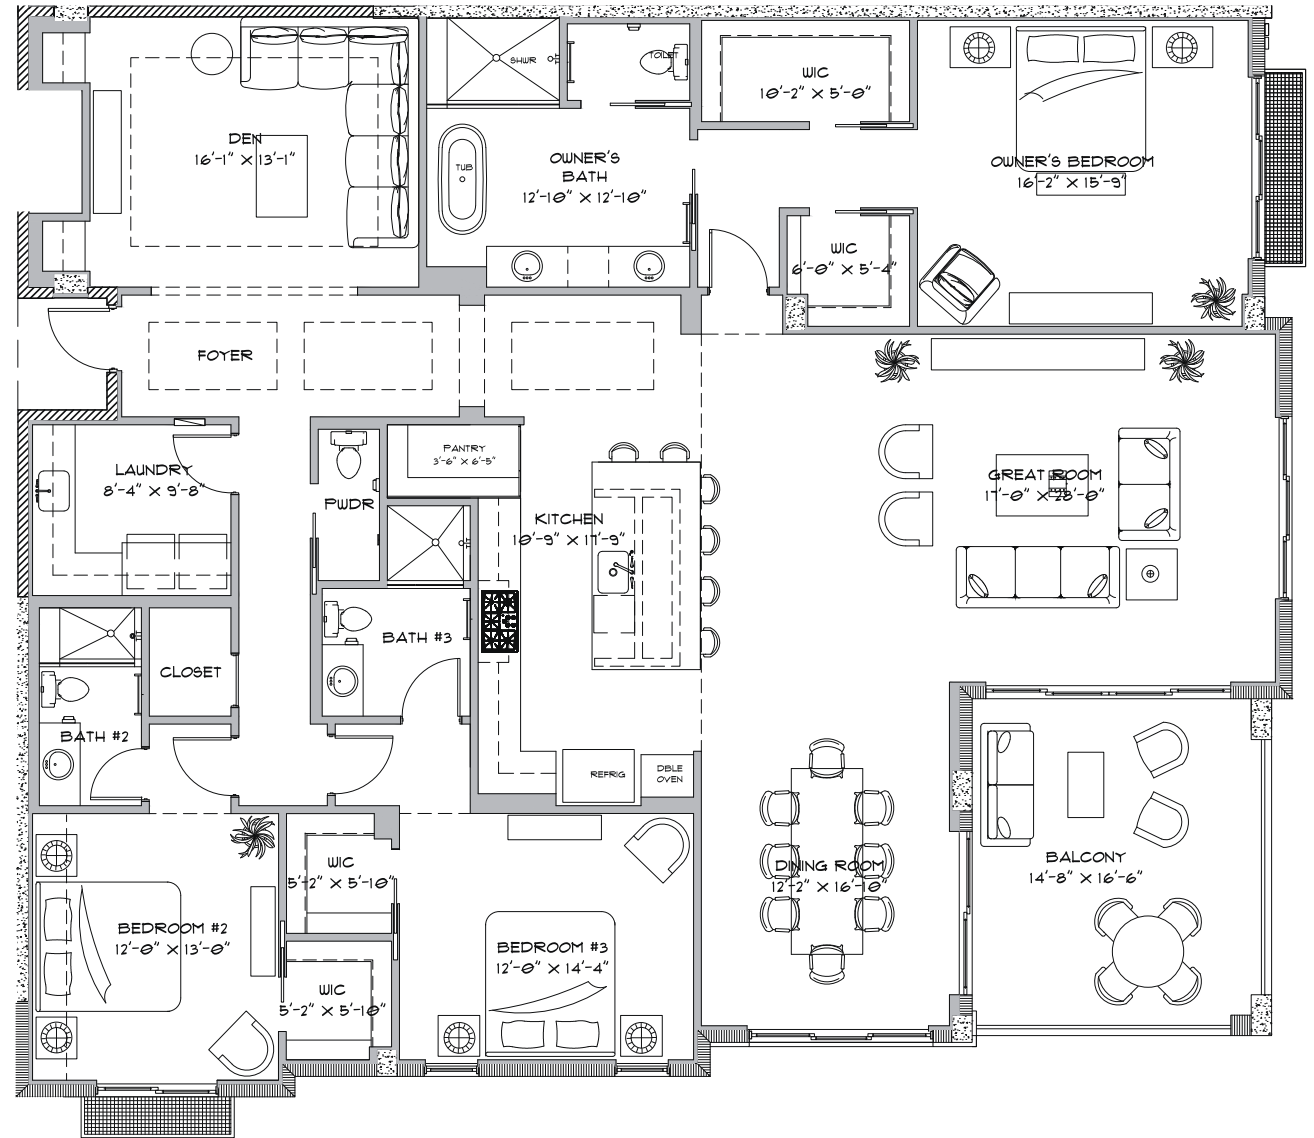 SHWR
TOILET
WIC
10'-2" X 5'-0"
DEN
16'-1" X 13'-1"
TUB
OWNER'S
BATH
12'-10" X 12'-10"
OWNER'S BEDROOM
16'-2" X 15'-9"
WIC
6'-0" X 5'-4"
FOYER
PANTRY
3'-6" X 6'-5"
LAUNDRY
8'-4" X 9'-8"
PWDR
KITCHEN
10'-9" X 17'-9"
GREAT ROOM
17'-0" X 28'-0"
BATH #3
CLOSET
BATH #2
REFRIG
DBLE
OVEN
WIC
5'-2" X 5'-10"
DINING ROOM
12'-2" X 16'-10"
BALCONY
14'-8" X 16'-6"
BEDROOM #2
12'-0" X 13'-0"
BEDROOM #3
12'-0" X 14'-4"
WIC
5'-2" X 5'-10"